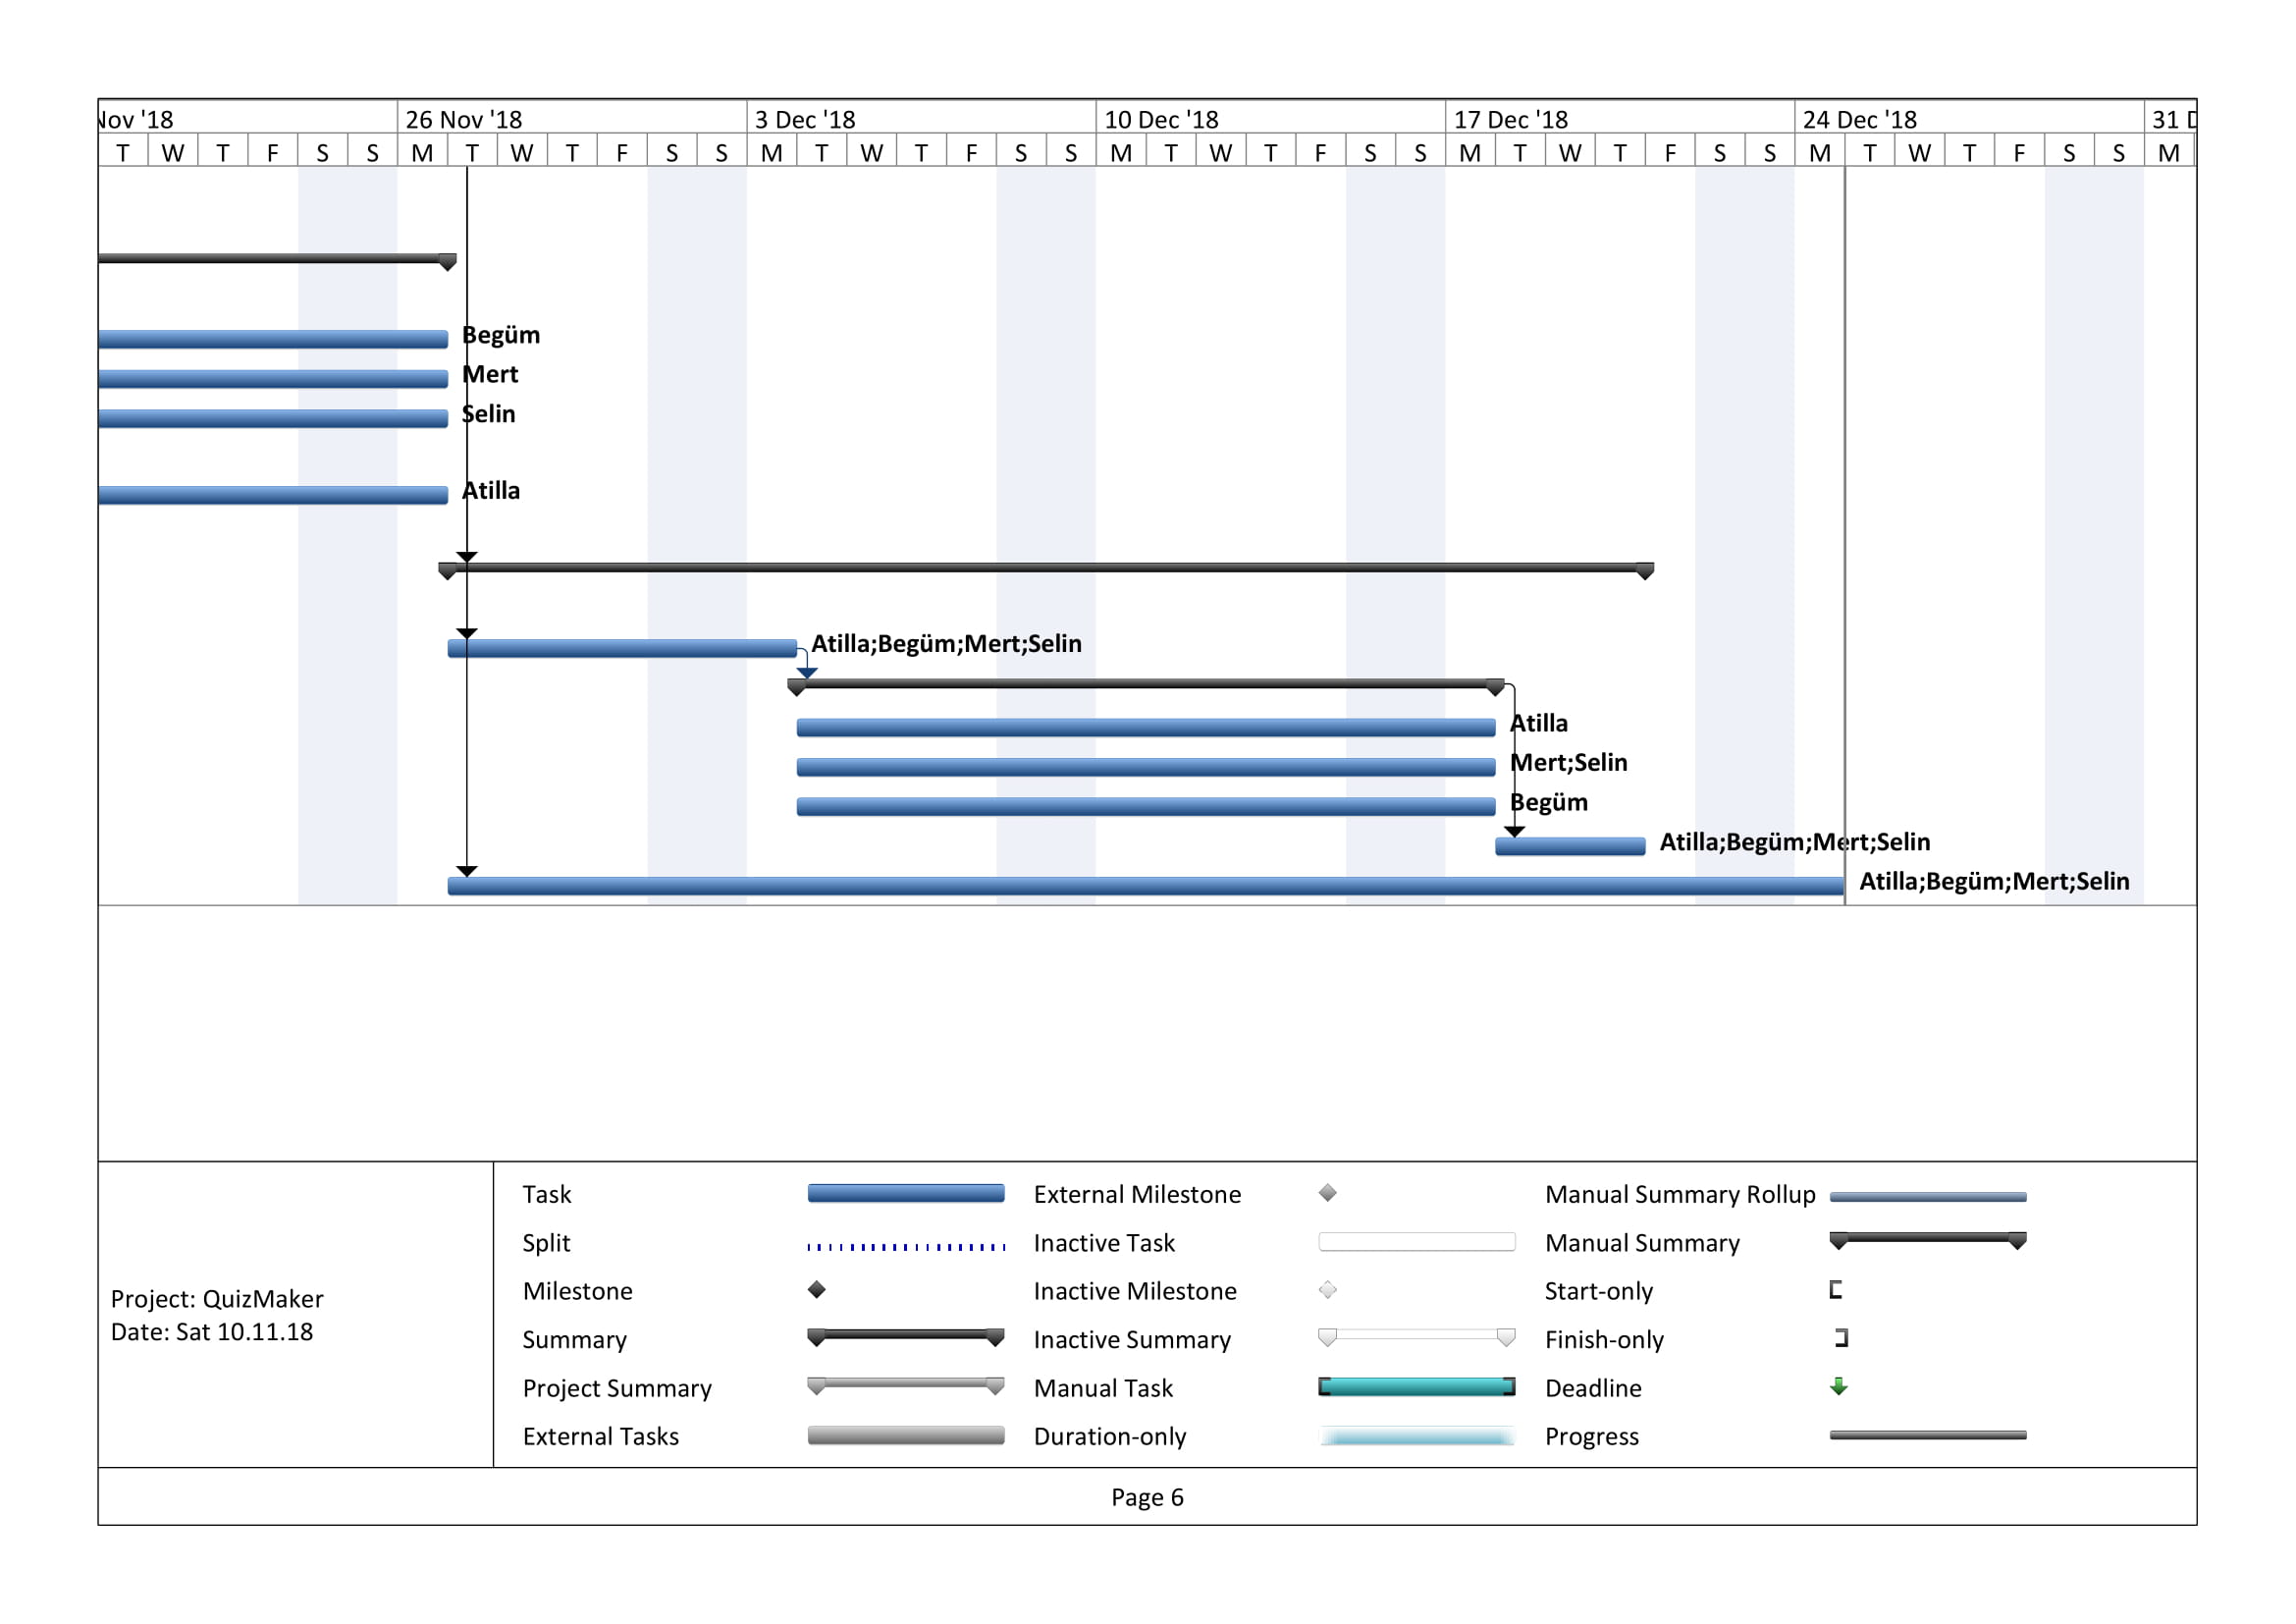 Nov '18 26 Nov '18 3 Dec '18 10 Dec '18 17 Dec '18 24 Dec '18 31 D
T W T F S S M T W T F S S M T W T F S S M T W T F S S M T W T F S S M T W T F S S M
Begüm
Mert
Selin
Atilla
Atilla;Begüm;Mert;Selin
Atilla
Mert;Selin
Begüm
Atilla;Begüm;Mert;Selin
Atilla;Begüm;Mert;Selin
Project: QuizMaker
Date: Sat 10.11.18
Task
Split
Milestone
Summary
Project Summary
External Tasks
External Milestone
Inactive Task
Inactive Milestone
Inactive Summary
Manual Task
Duration-only
Manual Summary Rollup
Manual Summary
Start-only
Finish-only
Deadline
Progress
Page 6